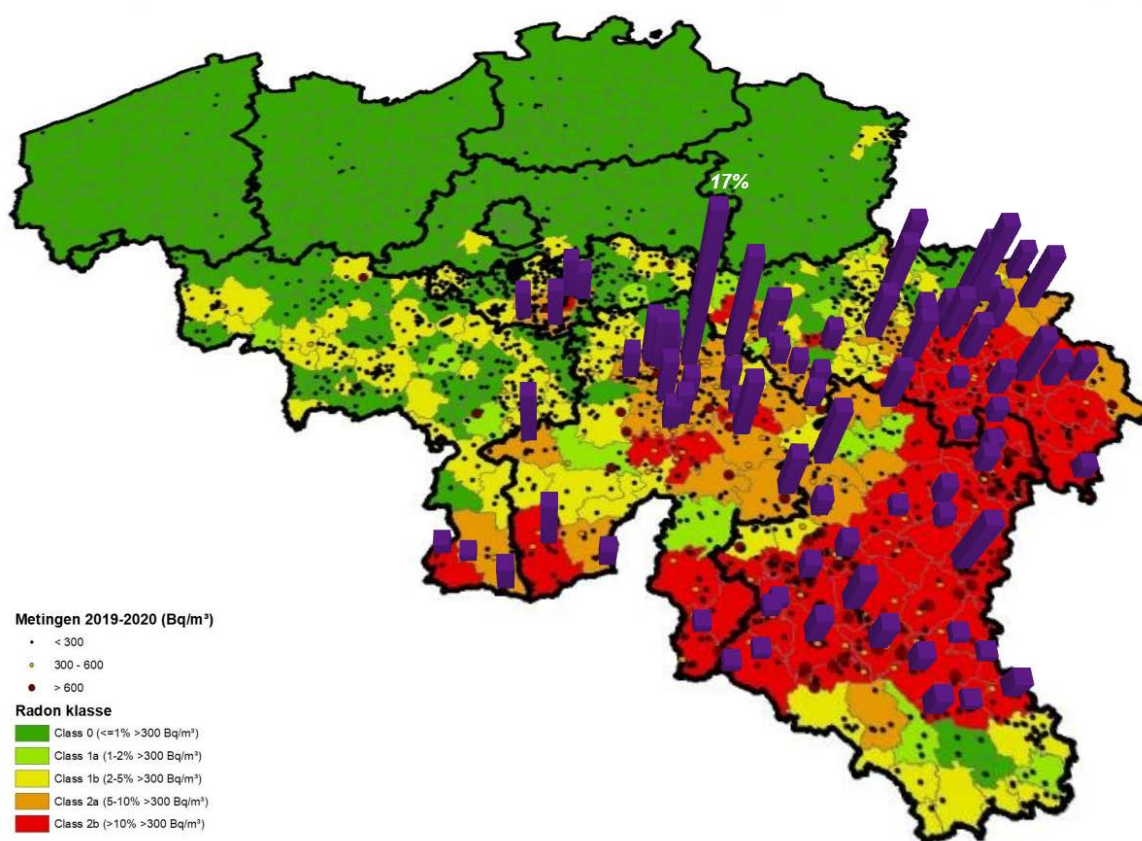 17%
Metingen 2019-2020 (Bq/m³)
< 300
300 - 600
> 600
Radon klasse
Class 0 (<=1% >300 Bq/m³)
Class 1a (1-2% >300 Bq/m³)
Class 1b (2-5% >300 Bq/m³)
Class 2a (5-10% >300 Bq/m³)
Class 2b (>10% >300 Bq/m³)